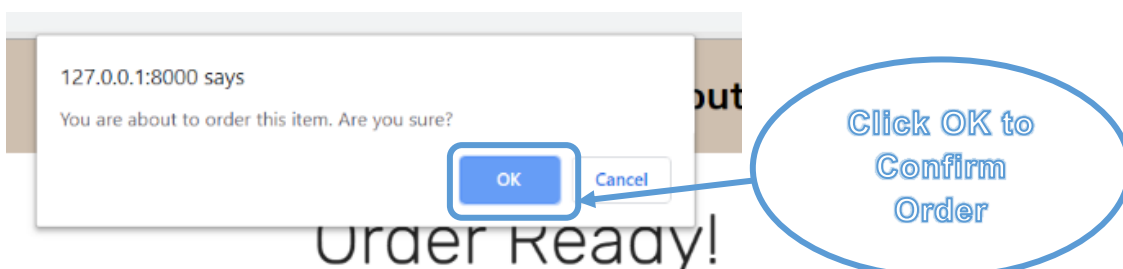 127.0.0.1:8000 says
You are about to order this item. Are you sure?
OK Cancel
out
Order Ready!
Click OK to
Confirm
Order